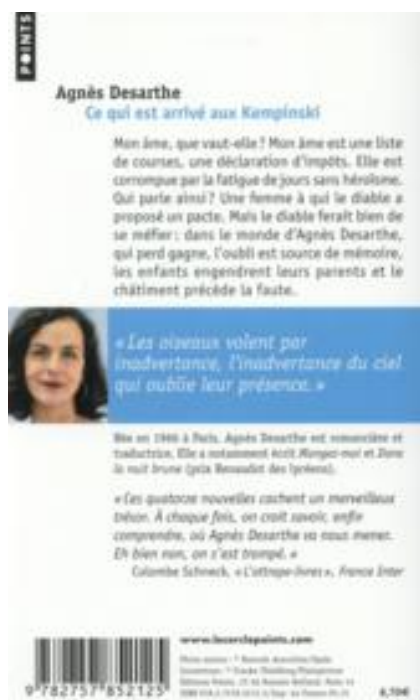 POINTS
Agnès Desarthe
Ce qui est arrivé aux Kempinski
Mon âme, que vaut-elle ? Mon âme est une liste
de courses, une déclaration d'impôts. Elle est
corrompue par la fatigue de jours sans héroïsme.
Qui parle ainsi ? Une femme à qui le diable a
proposé un pacte. Mais le diable ferait bien de
se méfier : dans le monde d'Agnès Desarthe,
qui perd gagne, l'oubli est source de mémoire,
les enfants engendrent leurs parents et le
châtiment précède la faute.
« Les oiseaux volent par
inadvertance, l'inadvertance du ciel
qui oublie leur présence. »
Née en 1966 à Paris, Agnès Desarthe est romancière et
traductrice. Elle a notamment écrit Mangez-moi et Dans
la nuit brune (prix Renaudot des lycéens).
« Ces quatorze nouvelles cachent un merveilleux
trésor. À chaque fois, on croit savoir, enfin
comprendre, où Agnès Desarthe va nous mener.
Eh bien non, on s'est trompé. »
Colombe Schneck, « L'attrape-livres », France Inter
www.lecerclepoints.com
9 782757 852125